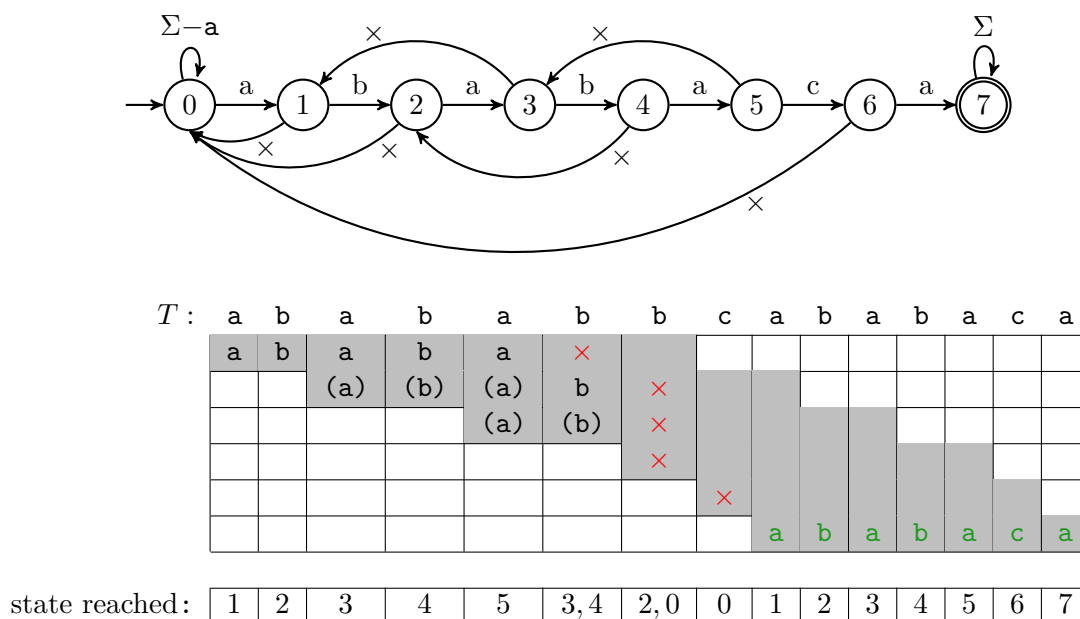 Σ−a × × Σ
a b a b a c a
0 1 2 3 4 5 6 7
× × × ×
T : a b a b a b b c a b a b a c a
a b a b a ×
(a) (b) (a) b ×
(a) (b) ×
×
×
a b a b a c a
state reached: 1 2 3 4 5 3,4 2,0 0 1 2 3 4 5 6 7